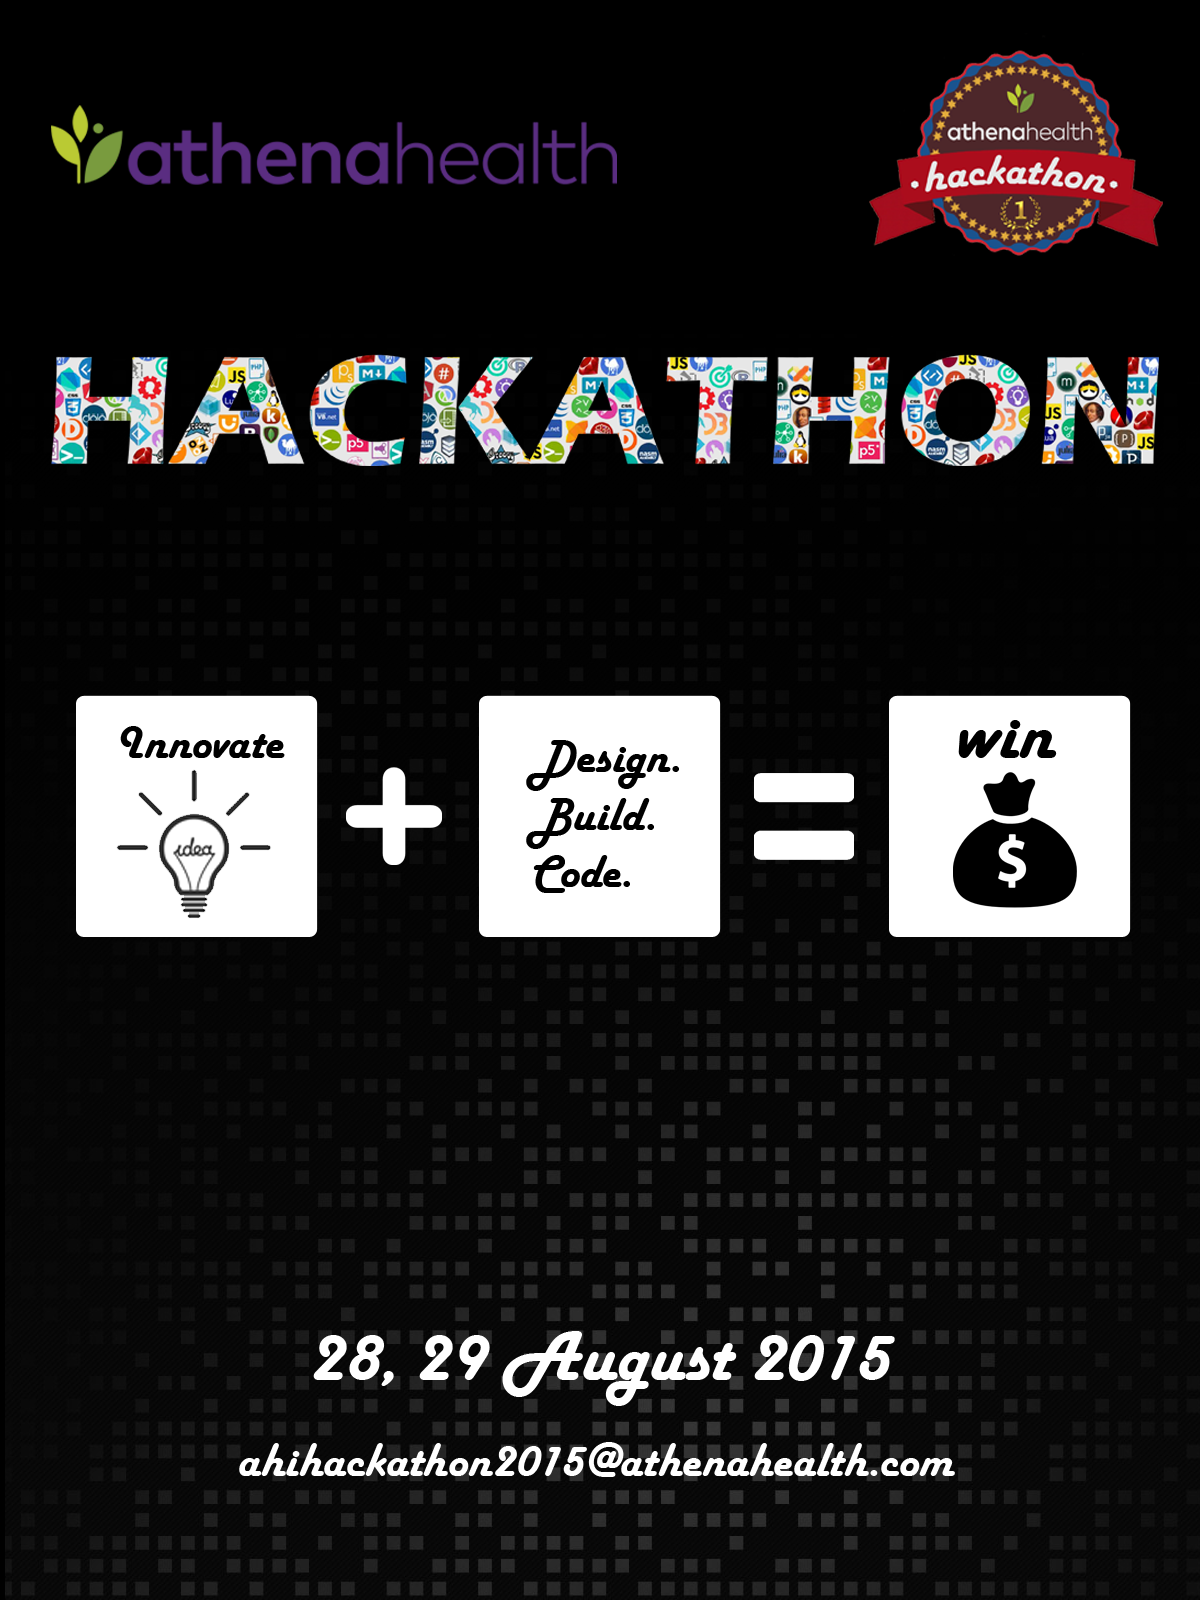 athenahealth
athenahealth
hackathon
1
HACKATHON
Innovate
idea
Design.
Build.
Code.
win
$
28, 29 August 2015
ahihackathon2015@athenahealth.com